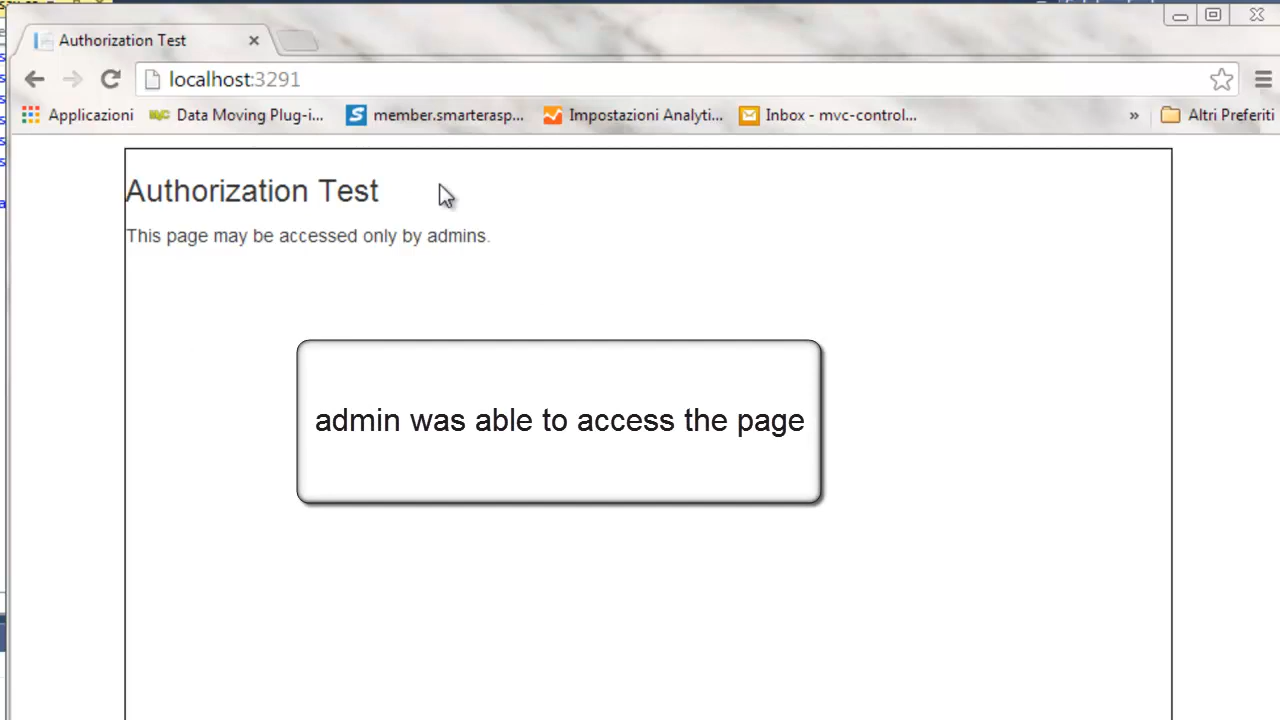 Authorization Test
localhost:3291
Applicazioni
Data Moving Plug-i...
member.smarterasp...
Impostazioni Analyti...
Inbox - mvc-control...
»
Altri Preferiti
Authorization Test
This page may be accessed only by admins.
admin was able to access the page